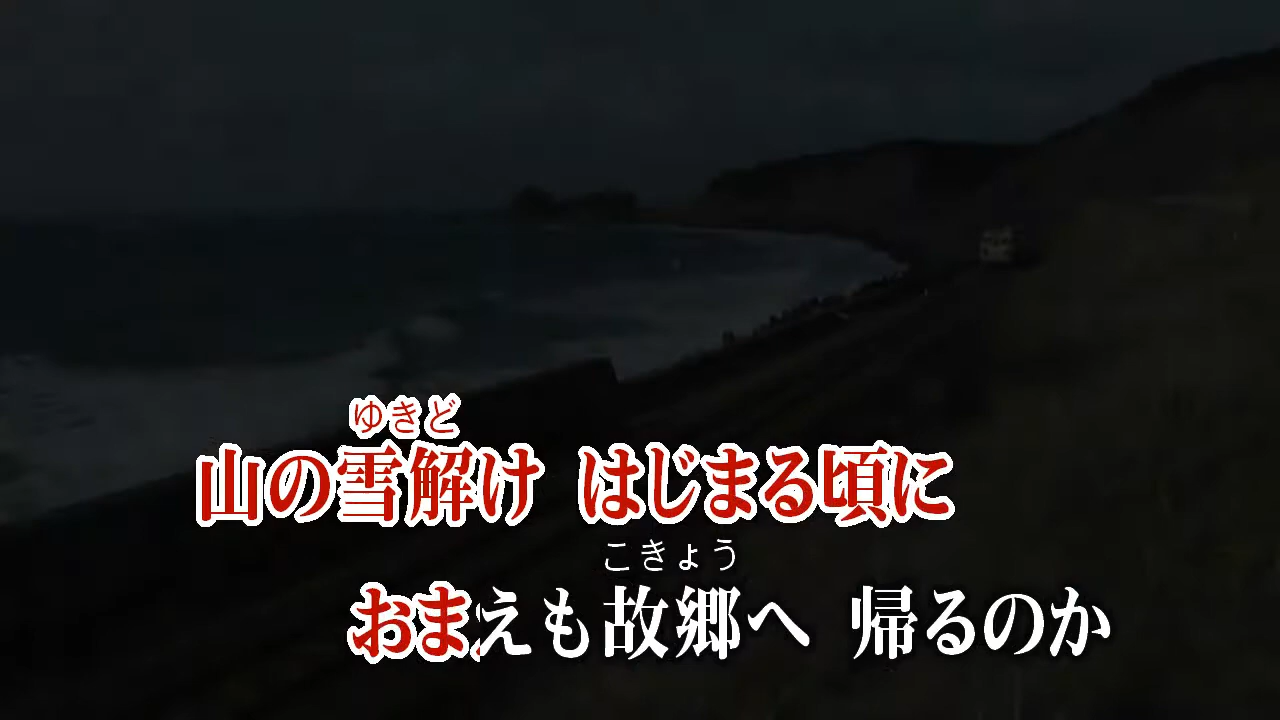 ゆきど
山の雪解け はじまる頃に
こきょう
おまえも故郷へ 帰るのか